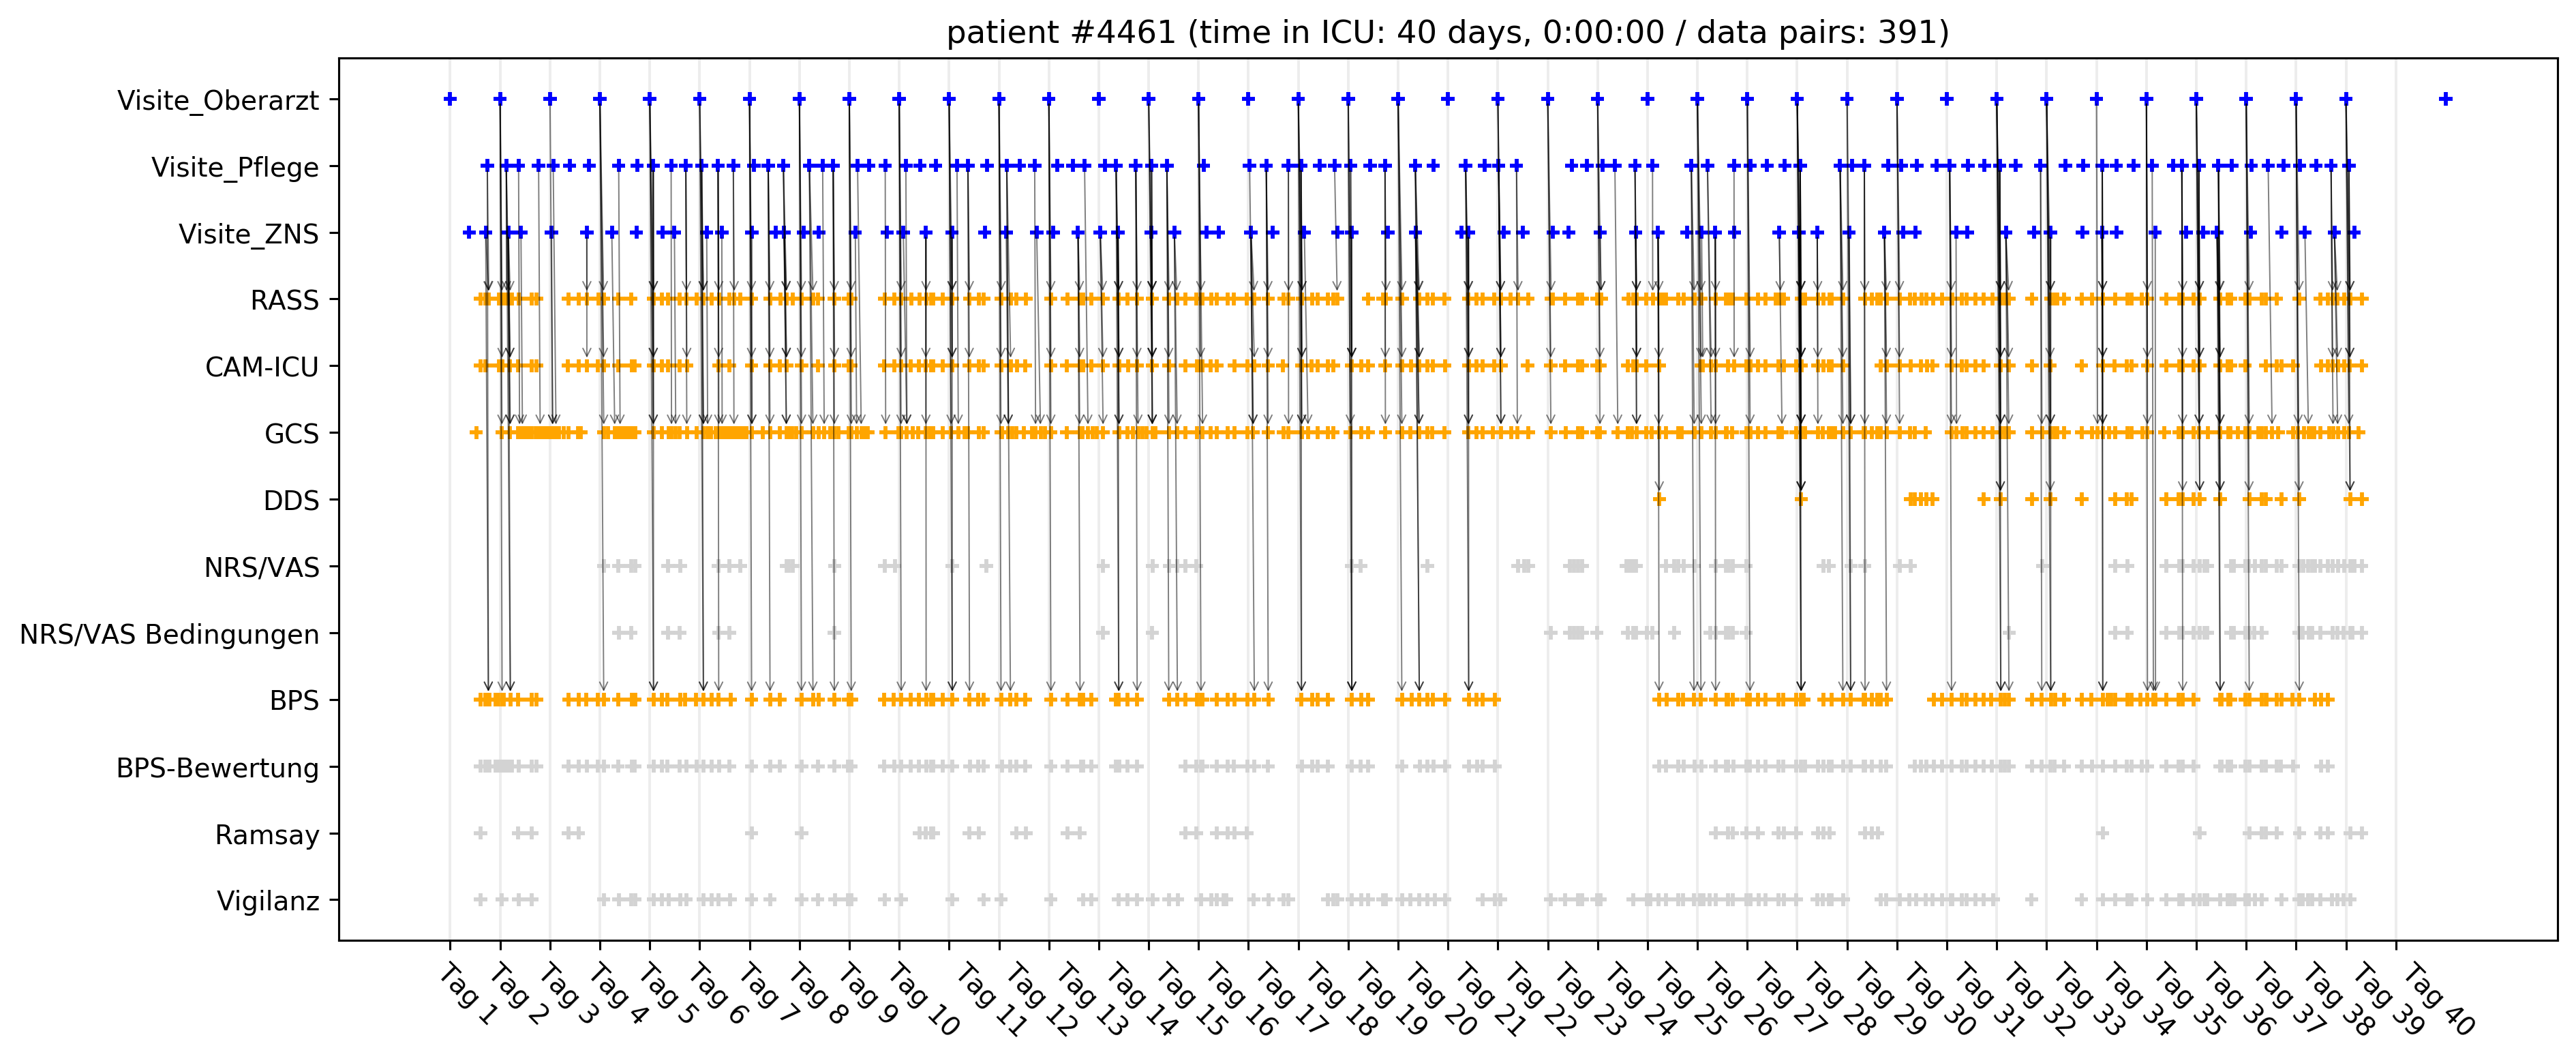 patient #4461 (time in ICU: 40 days, 0:00:00 / data pairs: 391)
Visite_Oberarzt
Visite_Pflege
Visite_ZNS
RASS
CAM-ICU
GCS
DDS
NRS/VAS
NRS/VAS Bedingungen
BPS
BPS-Bewertung
Ramsay
Vigilanz
Tag 1
Tag 2
Tag 3
Tag 4
Tag 5
Tag 6
Tag 7
Tag 8
Tag 9
Tag 10
Tag 11
Tag 12
Tag 13
Tag 14
Tag 15
Tag 16
Tag 17
Tag 18
Tag 19
Tag 20
Tag 21
Tag 22
Tag 23
Tag 24
Tag 25
Tag 26
Tag 27
Tag 28
Tag 29
Tag 30
Tag 31
Tag 32
Tag 33
Tag 34
Tag 35
Tag 36
Tag 37
Tag 38
Tag 39
Tag 40